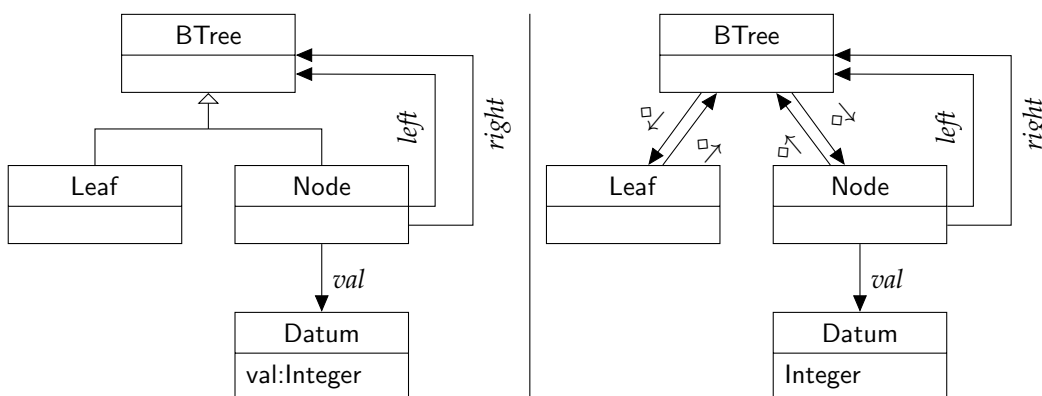 BTree
left
right
Leaf
Node
val
Datum
val:Integer
BTree
□↙
□↗
□↖
□↘
left
right
Leaf
Node
val
Datum
Integer